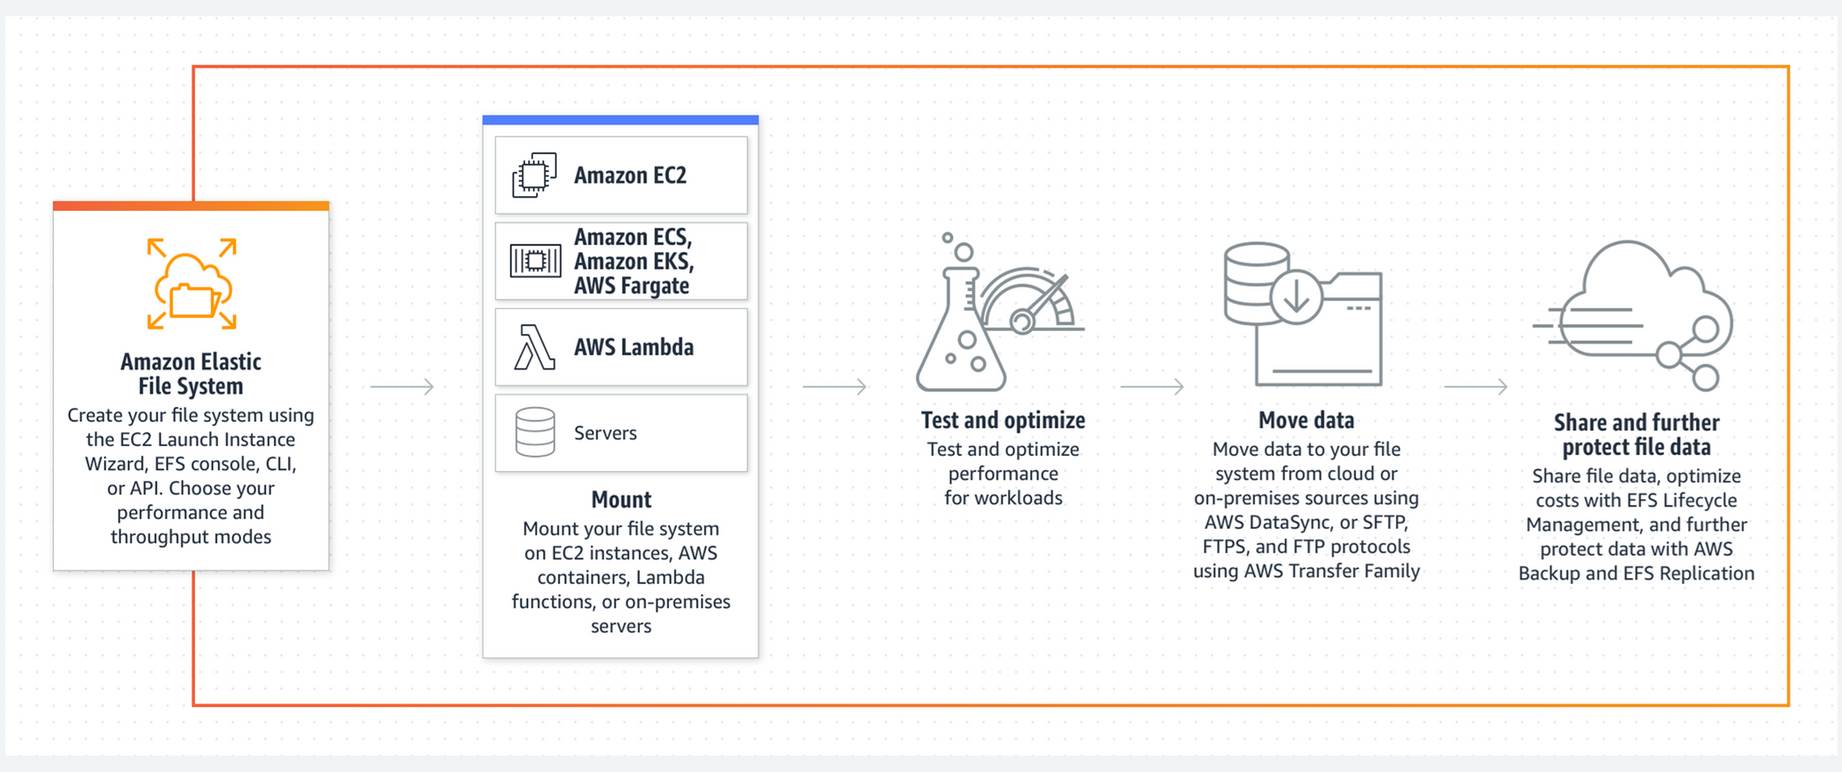 Amazon Elastic
File System
Create your file system using
the EC2 Launch Instance
Wizard, EFS console, CLI,
or API. Choose your
performance and
throughput modes
Amazon EC2
Amazon ECS,
Amazon EKS,
AWS Fargate
AWS Lambda
Servers
Mount
Mount your file system
on EC2 instances, AWS
containers, Lambda
functions, or on-premises
servers
Test and optimize
Test and optimize
performance
for workloads
Move data
Move data to your file
system from cloud or
on-premises sources using
AWS DataSync, or SFTP,
FTPS, and FTP protocols
using AWS Transfer Family
Share and further
protect file data
Share file data, optimize
costs with EFS Lifecycle
Management, and further
protect data with AWS
Backup and EFS Replication